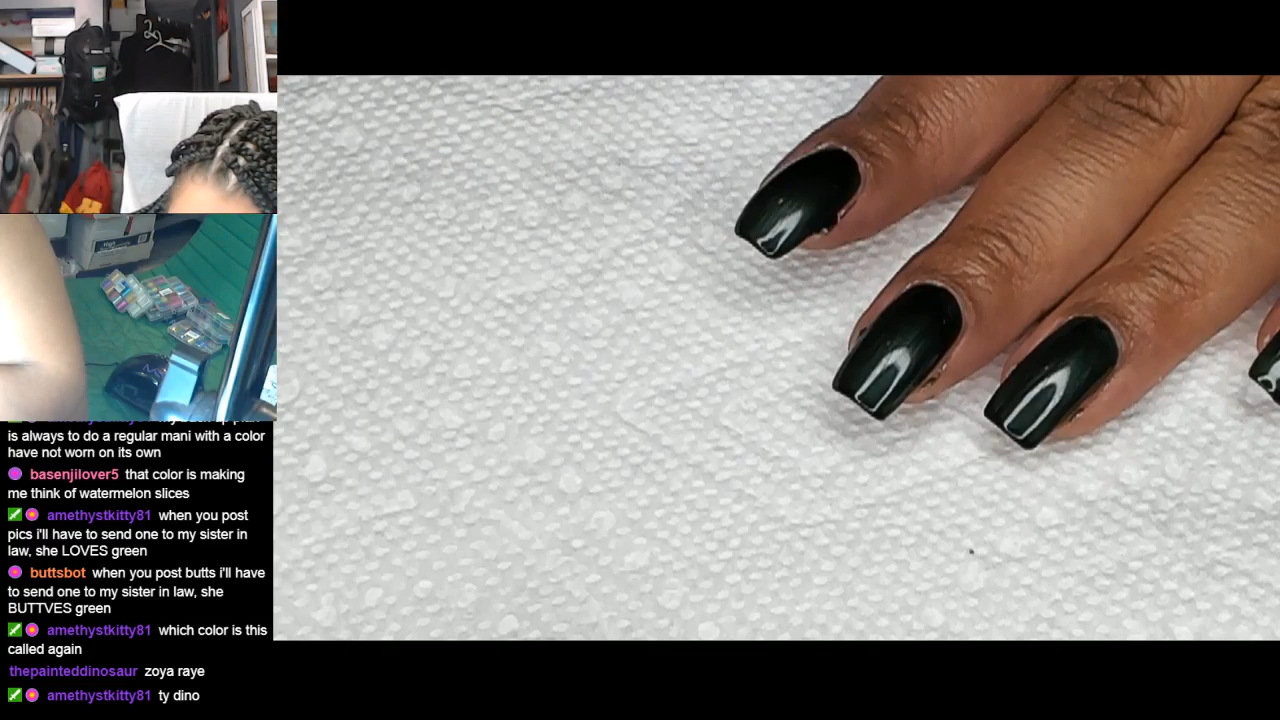 is always to do a regular mani with a color
have not worn on its own
basenjilover5 that color is making
me think of watermelon slices
amethystkitty81 when you post
pics i'll have to send one to my sister in
law, she LOVES green
buttsbot when you post butts i'll have
to send one to my sister in law, she
BUTTVES green
amethystkitty81 which color is this
called again
thepainteddinosaur zoya raye
amethystkitty81 ty dino